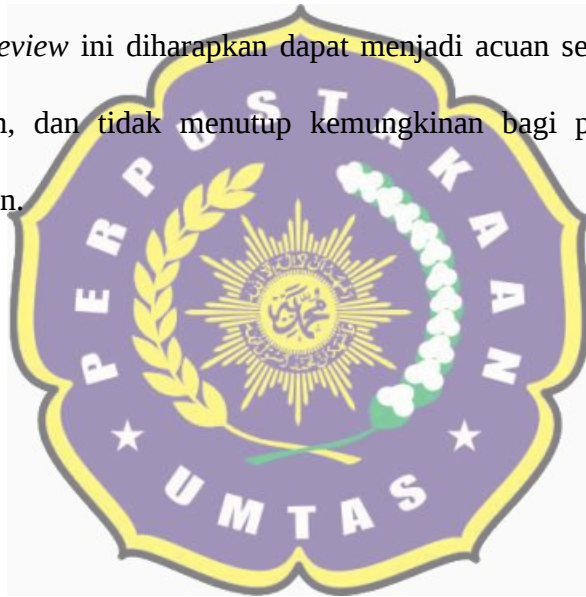 eview ini diharapkan dapat menjadi acuan se
, dan tidak menutup kemungkinan bagi p
n.
PERPUSTAKAAN
UMTAS